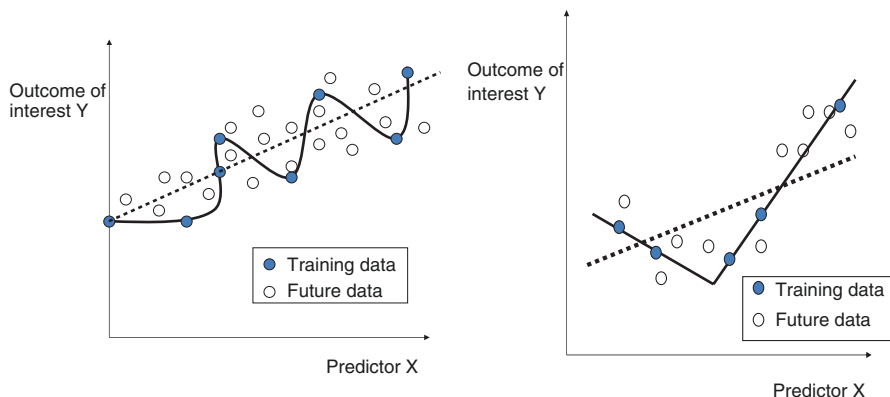 Outcome of
interest Y
Training data
Future data
Predictor X
Outcome of
interest Y
Training data
Future data
Predictor X